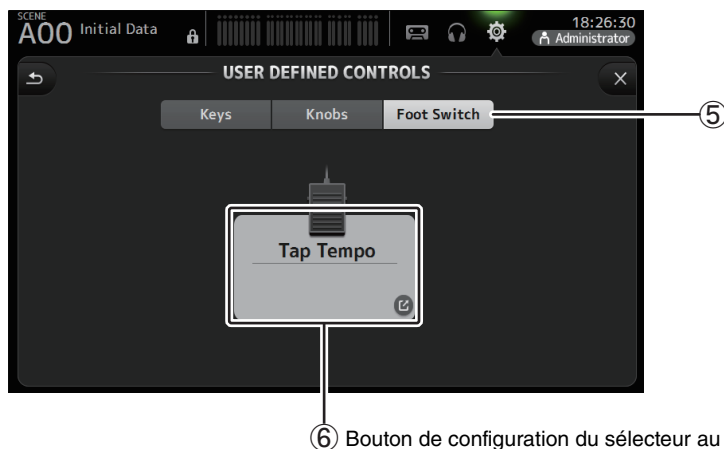 SCENE
A00 Initial Data
18:26:30
Administrator
USER DEFINED CONTROLS
Keys Knobs Foot Switch
⑤
Tap Tempo
⑥ Bouton de configuration du sélecteur au